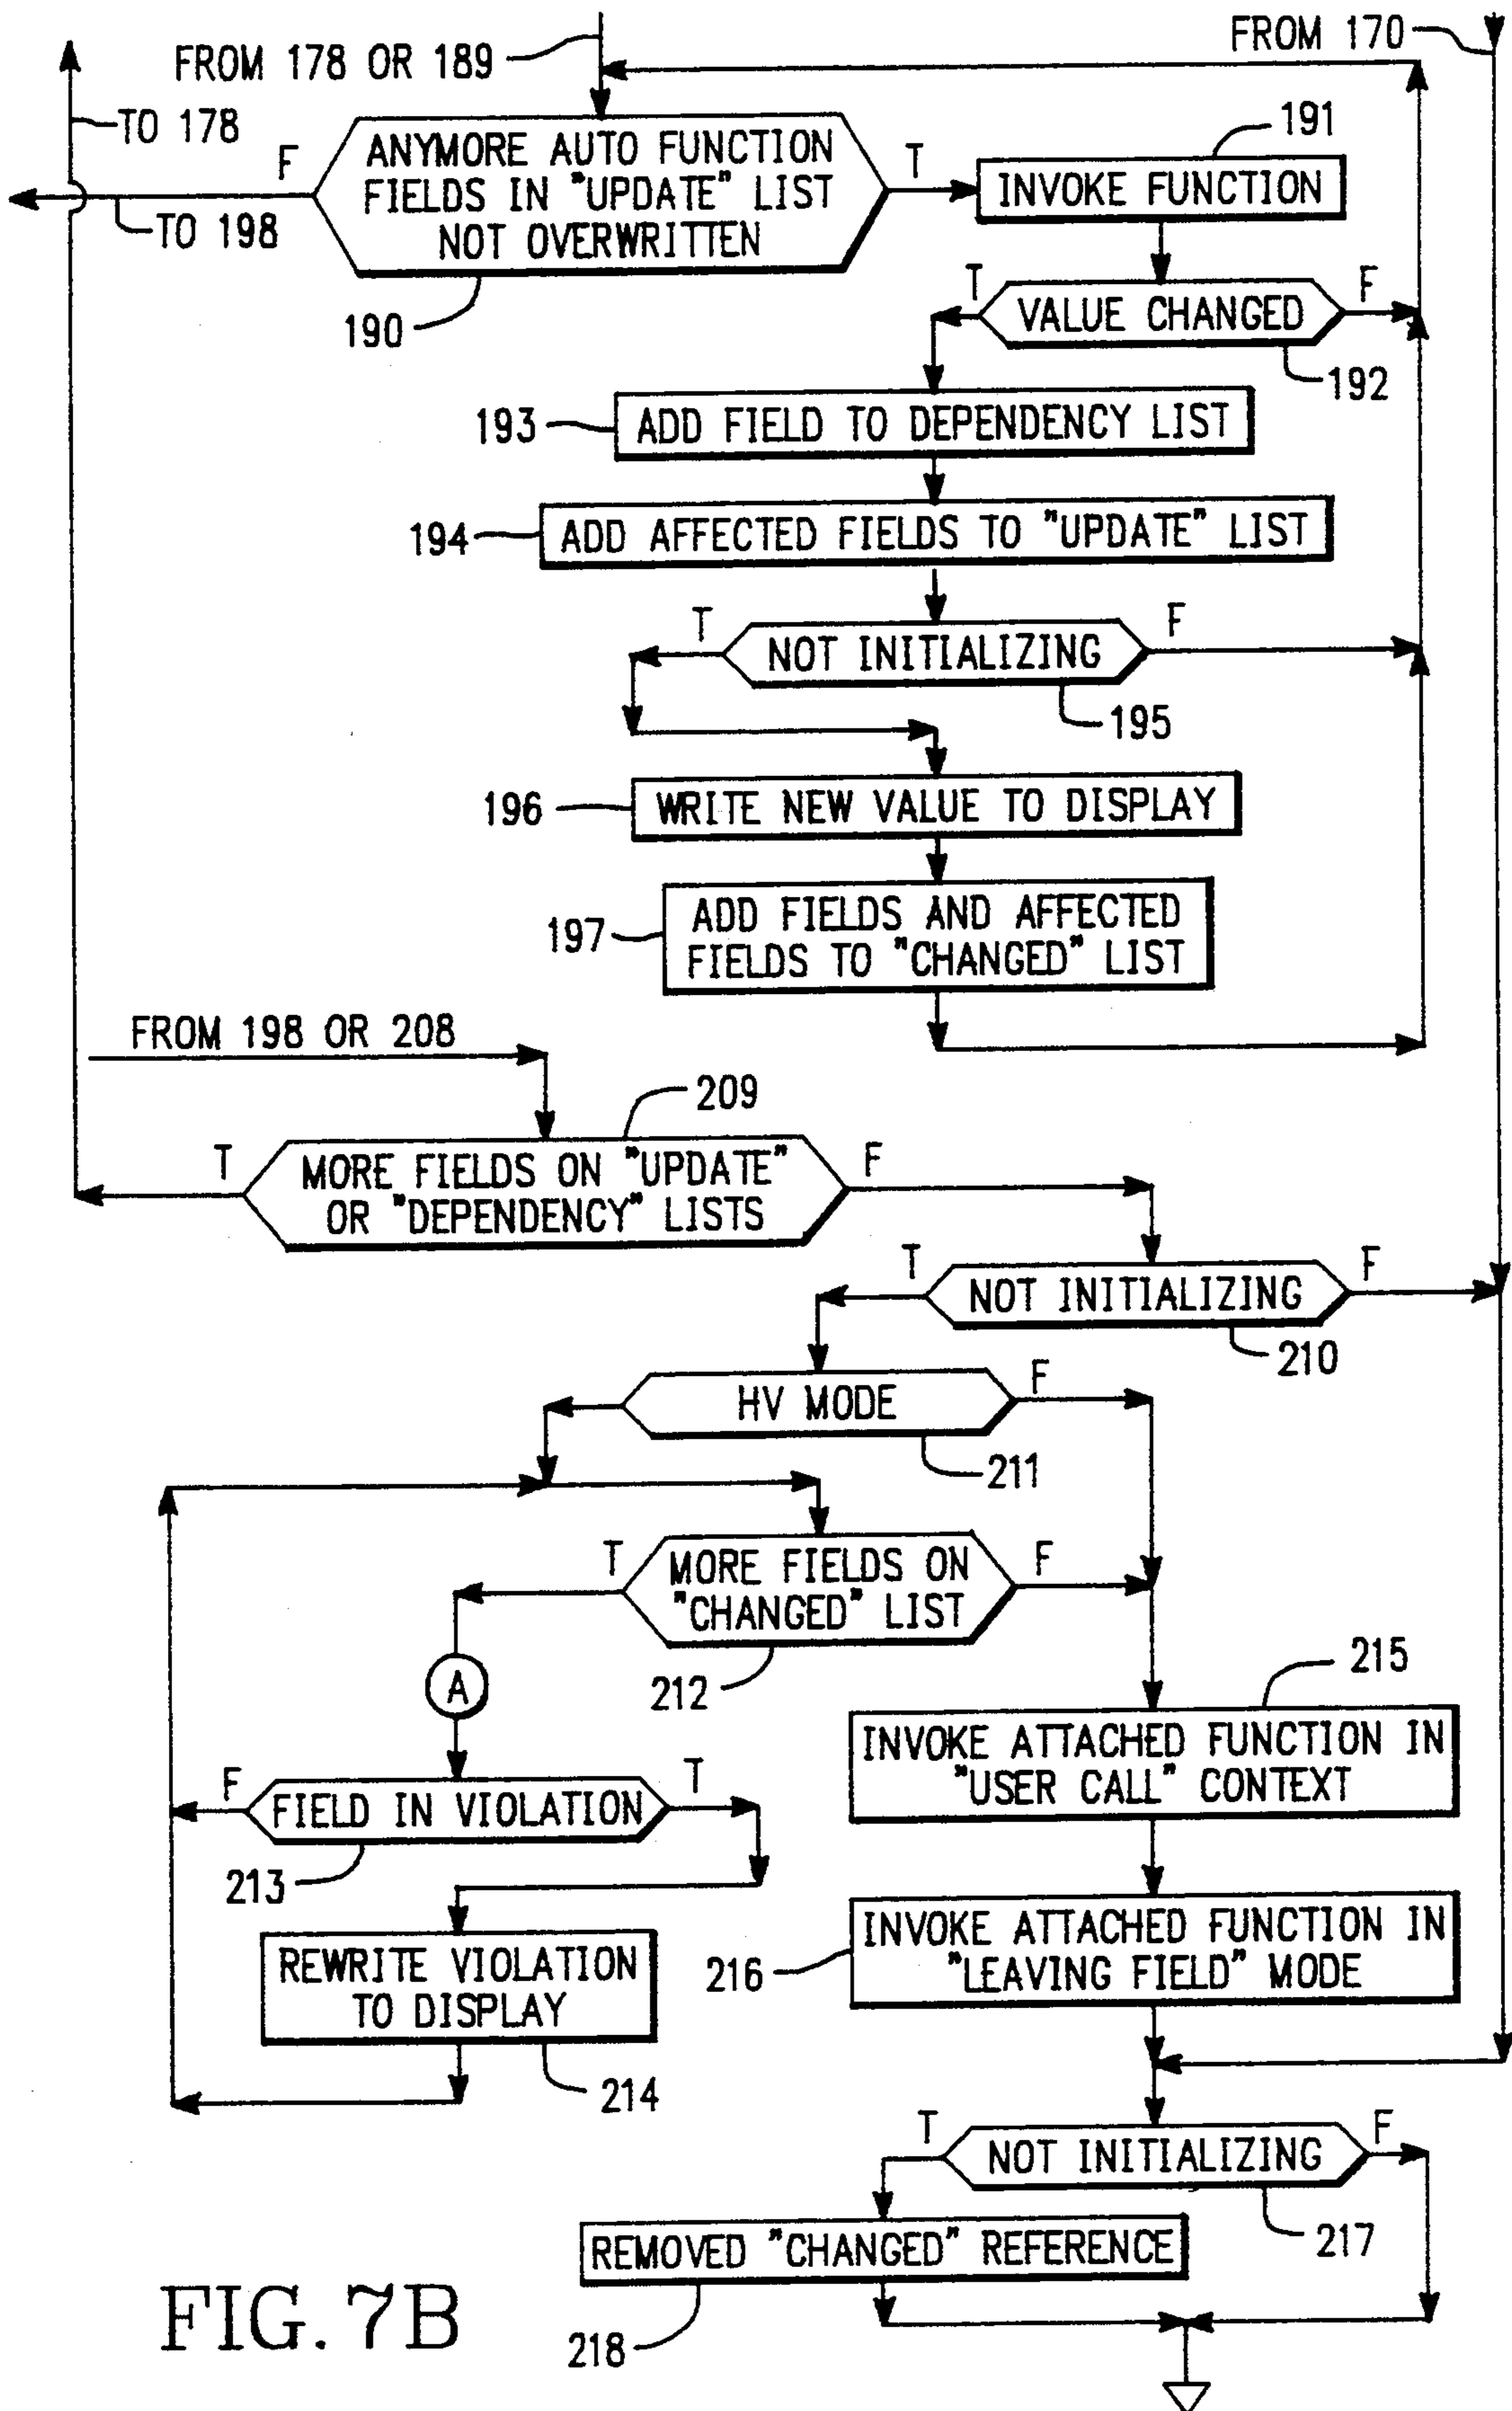 FROM 178 OR 189
FROM 170
TO 178
F
ANYMORE AUTO FUNCTION
FIELDS IN "UPDATE" LIST
NOT OVERWRITTEN
T
191
INVOKE FUNCTION
TO 198
190
T
VALUE CHANGED
F
192
193
ADD FIELD TO DEPENDENCY LIST
194
ADD AFFECTED FIELDS TO "UPDATE" LIST
T
NOT INITIALIZING
F
195
196
WRITE NEW VALUE TO DISPLAY
197
ADD FIELDS AND AFFECTED
FIELDS TO "CHANGED" LIST
FROM 198 OR 208
209
T
MORE FIELDS ON "UPDATE"
OR "DEPENDENCY" LISTS
F
T
NOT INITIALIZING
F
210
HV MODE
F
211
T
MORE FIELDS ON
"CHANGED" LIST
F
212
A
215
INVOKE ATTACHED FUNCTION IN
"USER CALL" CONTEXT
F
FIELD IN VIOLATION
T
213
216
INVOKE ATTACHED FUNCTION IN
"LEAVING FIELD" MODE
REWRITE VIOLATION
TO DISPLAY
214
T
NOT INITIALIZING
F
217
REMOVED "CHANGED" REFERENCE
218
FIG. 7B